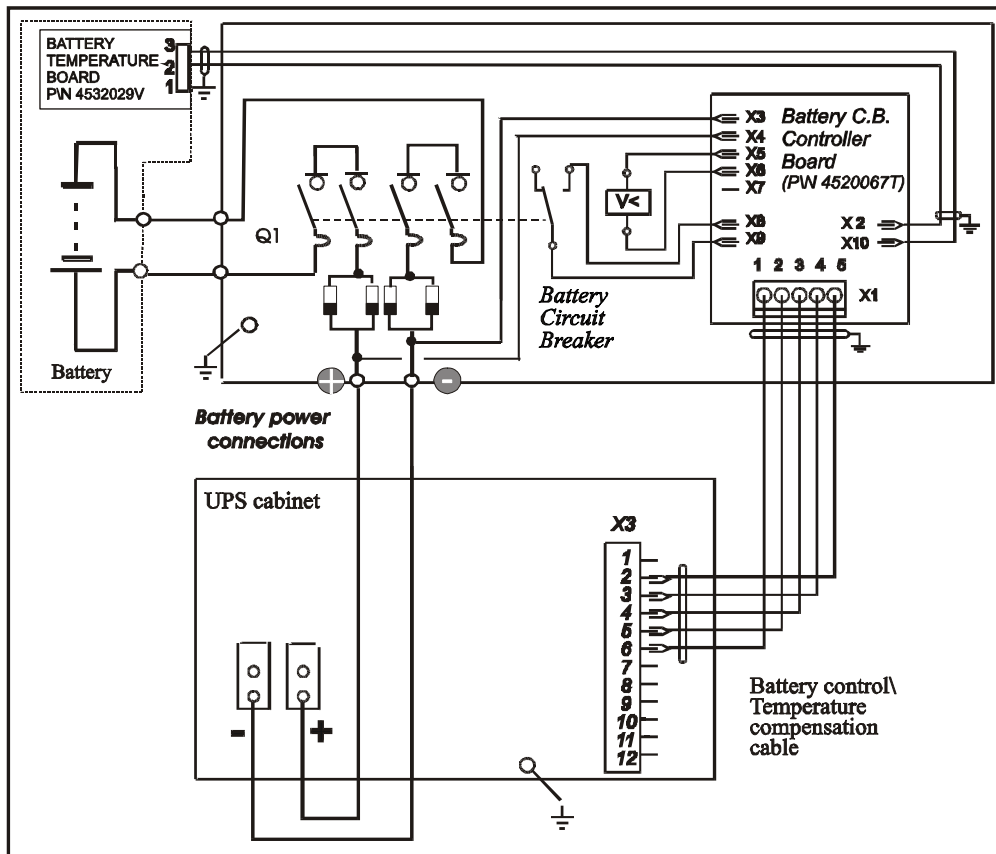 BATTERY
TEMPERATURE
BOARD
P\N 4532029V
3
2
1
Battery
Q1
Battery
Circuit
Breaker
V<
X3
X4
X5
X6
X7
X8
X9
Battery C.B.
Controller
Board
(P\N 4520067T)
X 2
X10
1 2 3 4 5
X1
+
-
Battery power
connections
UPS cabinet
X3
1
2
3
4
5
6
7
8
9
10
11
12
- +
Battery control\
Temperature
compensation
cable